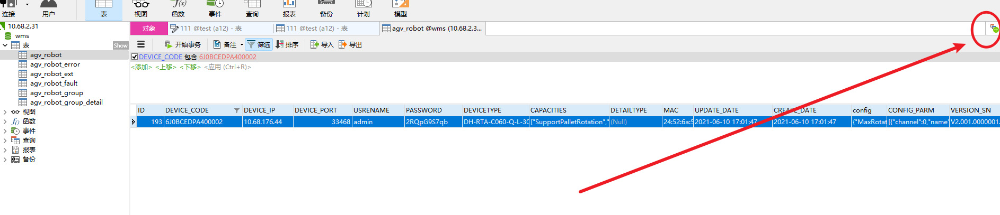 连接 用户 表 视图 函数 事件 查询 报表 备份 计划 模型
10.68.2.31
wms
表 Show
agv_robot
agv_robot_error
agv_robot_ext
agv_robot_fault
agv_robot_group
agv_robot_group_detail
视图
函数
事件
查询
报表
备份
对象 111 @test (a12) - 表 111 @test (a12) - 表 agv_robot @wms (10.68.2.3...
开始事务 备注 筛选 排序 导入 导出
DEVICE_CODE 包含 6J0BCEDPA400002
<添加> <上移> <下移> <应用 (Ctrl+R)>
ID DEVICE_CODE DEVICE_IP DEVICE_PORT USRENAME PASSWORD DEVICETYPE CAPACITIES DETAILTYPE MAC UPDATE_DATE CREATE_DATE config CONFIG_PARM VERSION_SN
193 6J0BCEDPA400002 10.68.176.44 33468 admin 2RQpG9S7qb DH-RTA-C060-Q-L-30 ["SupportPalletRotation"," (Null) 24:52:6a:5 2021-06-10 17:01:47 2021-06-10 17:01:47 {"MaxRotat [{"channel":0,"name" V2.001.0000001.